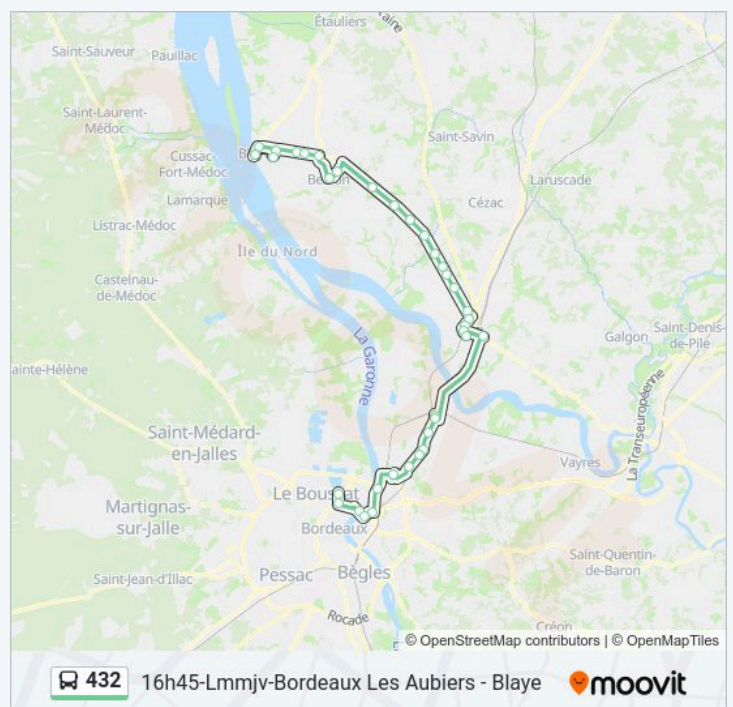 Étauliers
aine
Saint-Sauveur
Pauillac
Saint-Laurent-
Médoc
Saint-Savin
Cussac-
Fort-Médoc
B
Laruscade
Lamarque
Cézac
Listrac-Médoc
Île du Nord
Castelnau-
de-Médoc
La Garonne
Saint-Denis-
de-Pile
Galgon
ainte-Hélène
La Transeuropéenne
Saint-Médard-
en-Jalles
Vayres
Le Bouscat
Martignas-
sur-Jalle
Bordeaux
Saint-Quentin-
de-Baron
Saint-Jean-d'Illac
Pessac
Bègles
Rocade
Créon
© OpenStreetMap contributors | © OpenMapTiles
432 16h45-Lmmjv-Bordeaux Les Aubiers - Blaye moovit